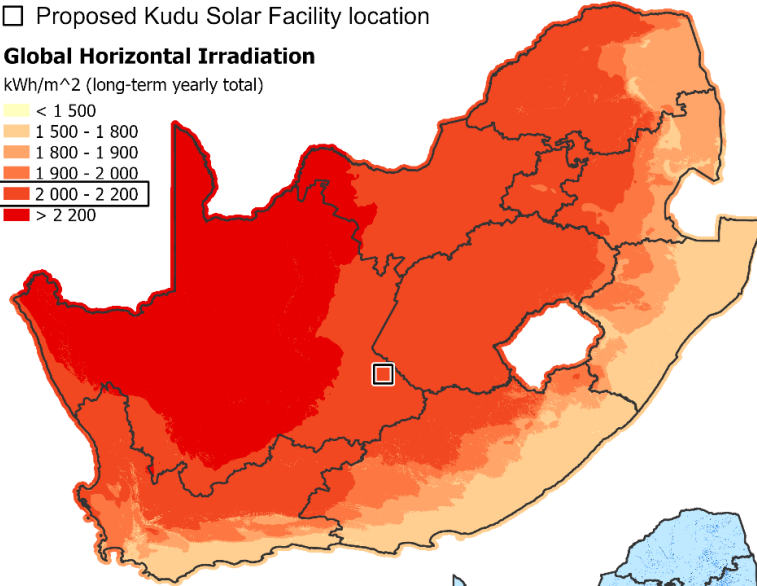 Proposed Kudu Solar Facility location
Global Horizontal Irradiation
kWh/m^2 (long-term yearly total)
< 1 500
1 500 - 1 800
1 800 - 1 900
1 900 - 2 000
2 000 - 2 200
> 2 200